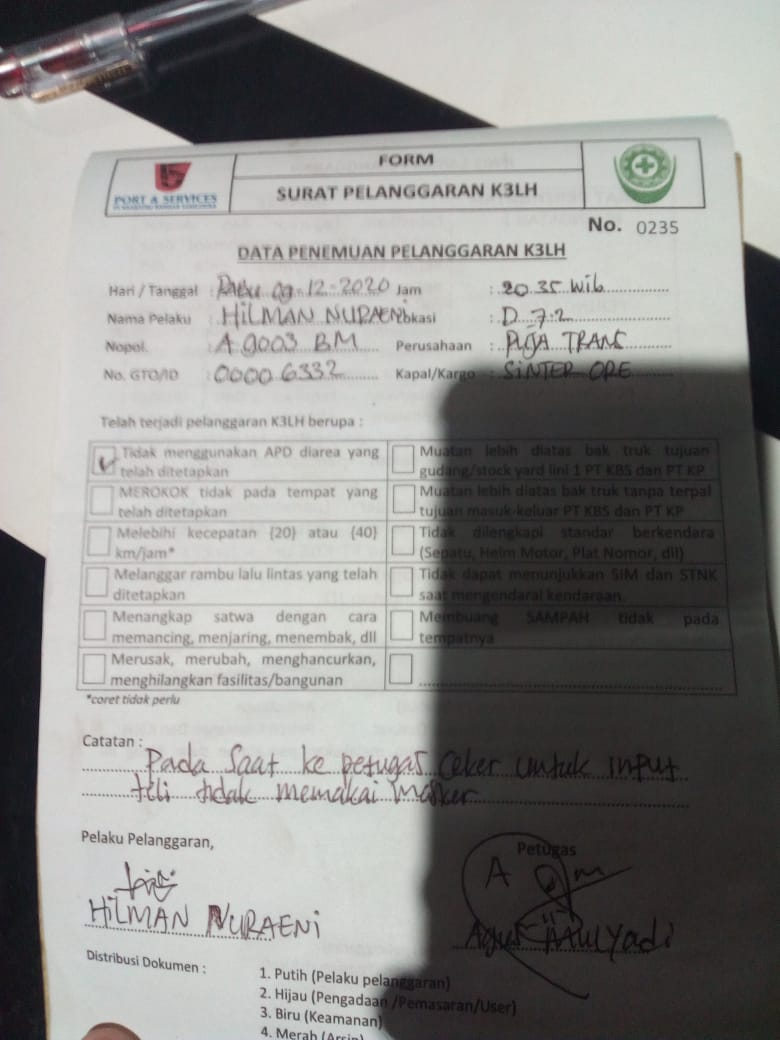 PORT & SERVICES
FORM
SURAT PELANGGARAN K3LH
No. 0235
DATA PENEMUAN PELANGGARAN K3LH
Hari / Tanggal : Rabu 09-12-2020 Jam : 20.35 Wib
Nama Pelaku : HILMAN NURAENI Lokasi : D 7.2
Nopol. : A 9003 BM Perusahaan : PUJA TRANS
No. GTO/ID : 0000 6332 Kapal/Kargo : SINTER ORE
Telah terjadi pelanggaran K3LH berupa :
Tidak menggunakan APD diarea yang telah ditetapkan
Muatan lebih diatas bak truk tujuan gudang/stock yard lini 1 PT KBS dan PT KP
MEROKOK tidak pada tempat yang telah ditetapkan
Muatan lebih diatas bak truk tanpa terpal tujuan masuk-keluar PT KBS dan PT KP
Melebihi kecepatan {20} atau {40} km/jam*
Tidak dilengkapi standar berkendara (Sepatu, Helm Motor, Plat Nomor, dll)
Melanggar rambu lalu lintas yang telah ditetapkan
Tidak dapat menunjukkan SIM dan STNK saat mengendarai kendaraan.
Menangkap satwa dengan cara memancing, menjaring, menembak, dll
Membuang SAMPAH tidak pada tempatnya
Merusak, merubah, menghancurkan, menghilangkan fasilitas/bangunan
*coret tidak perlu
Catatan :
Pada saat ke petugas ceker untuk input
tidak memakai masker
Pelaku Pelanggaran,
Petugas
HILMAN NURAENI
Agus Mulyadi
Distribusi Dokumen :
1. Putih (Pelaku pelanggaran)
2. Hijau (Pengadaan /Pemasaran/User)
3. Biru (Keamanan)
4. Merah (Arsip)